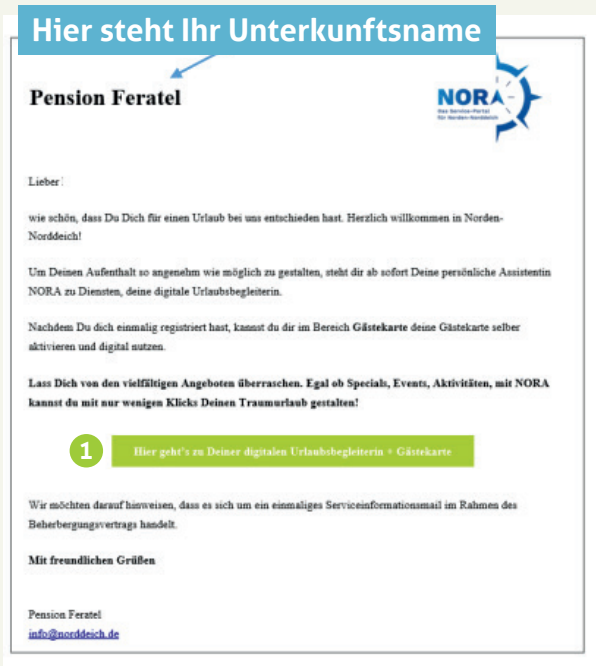 Hier steht Ihr Unterkunftsname
Pension Feratel
NORA
Das Service-Portal
für Norden-Norddeich
Lieber
wie schön, dass Du Dich für einen Urlaub bei uns entschieden hast. Herzlich willkommen in Norden-
Norddeich!
Um Deinen Aufenthalt so angenehm wie möglich zu gestalten, steht dir ab sofort Deine persönliche Assistentin
NORA zu Diensten, deine digitale Urlaubsbegleiterin.
Nachdem Du dich einmalig registriert hast, kannst du dir im Bereich Gästekarte deine Gästekarte selber
aktivieren und digital nutzen.
Lass Dich von den vielfältigen Angeboten überraschen. Egal ob Specials, Events, Aktivitäten, mit NORA
kannst du mit nur wenigen Klicks Deinen Traumurlaub gestalten!
1 Hier geht's zu Deiner digitalen Urlaubsbegleiterin + Gästekarte
Wir möchten darauf hinweisen, dass es sich um ein einmaliges Serviceinformationsmail im Rahmen des
Beherbergungsvertrags handelt.
Mit freundlichen Grüßen
Pension Feratel
info@norddeich.de